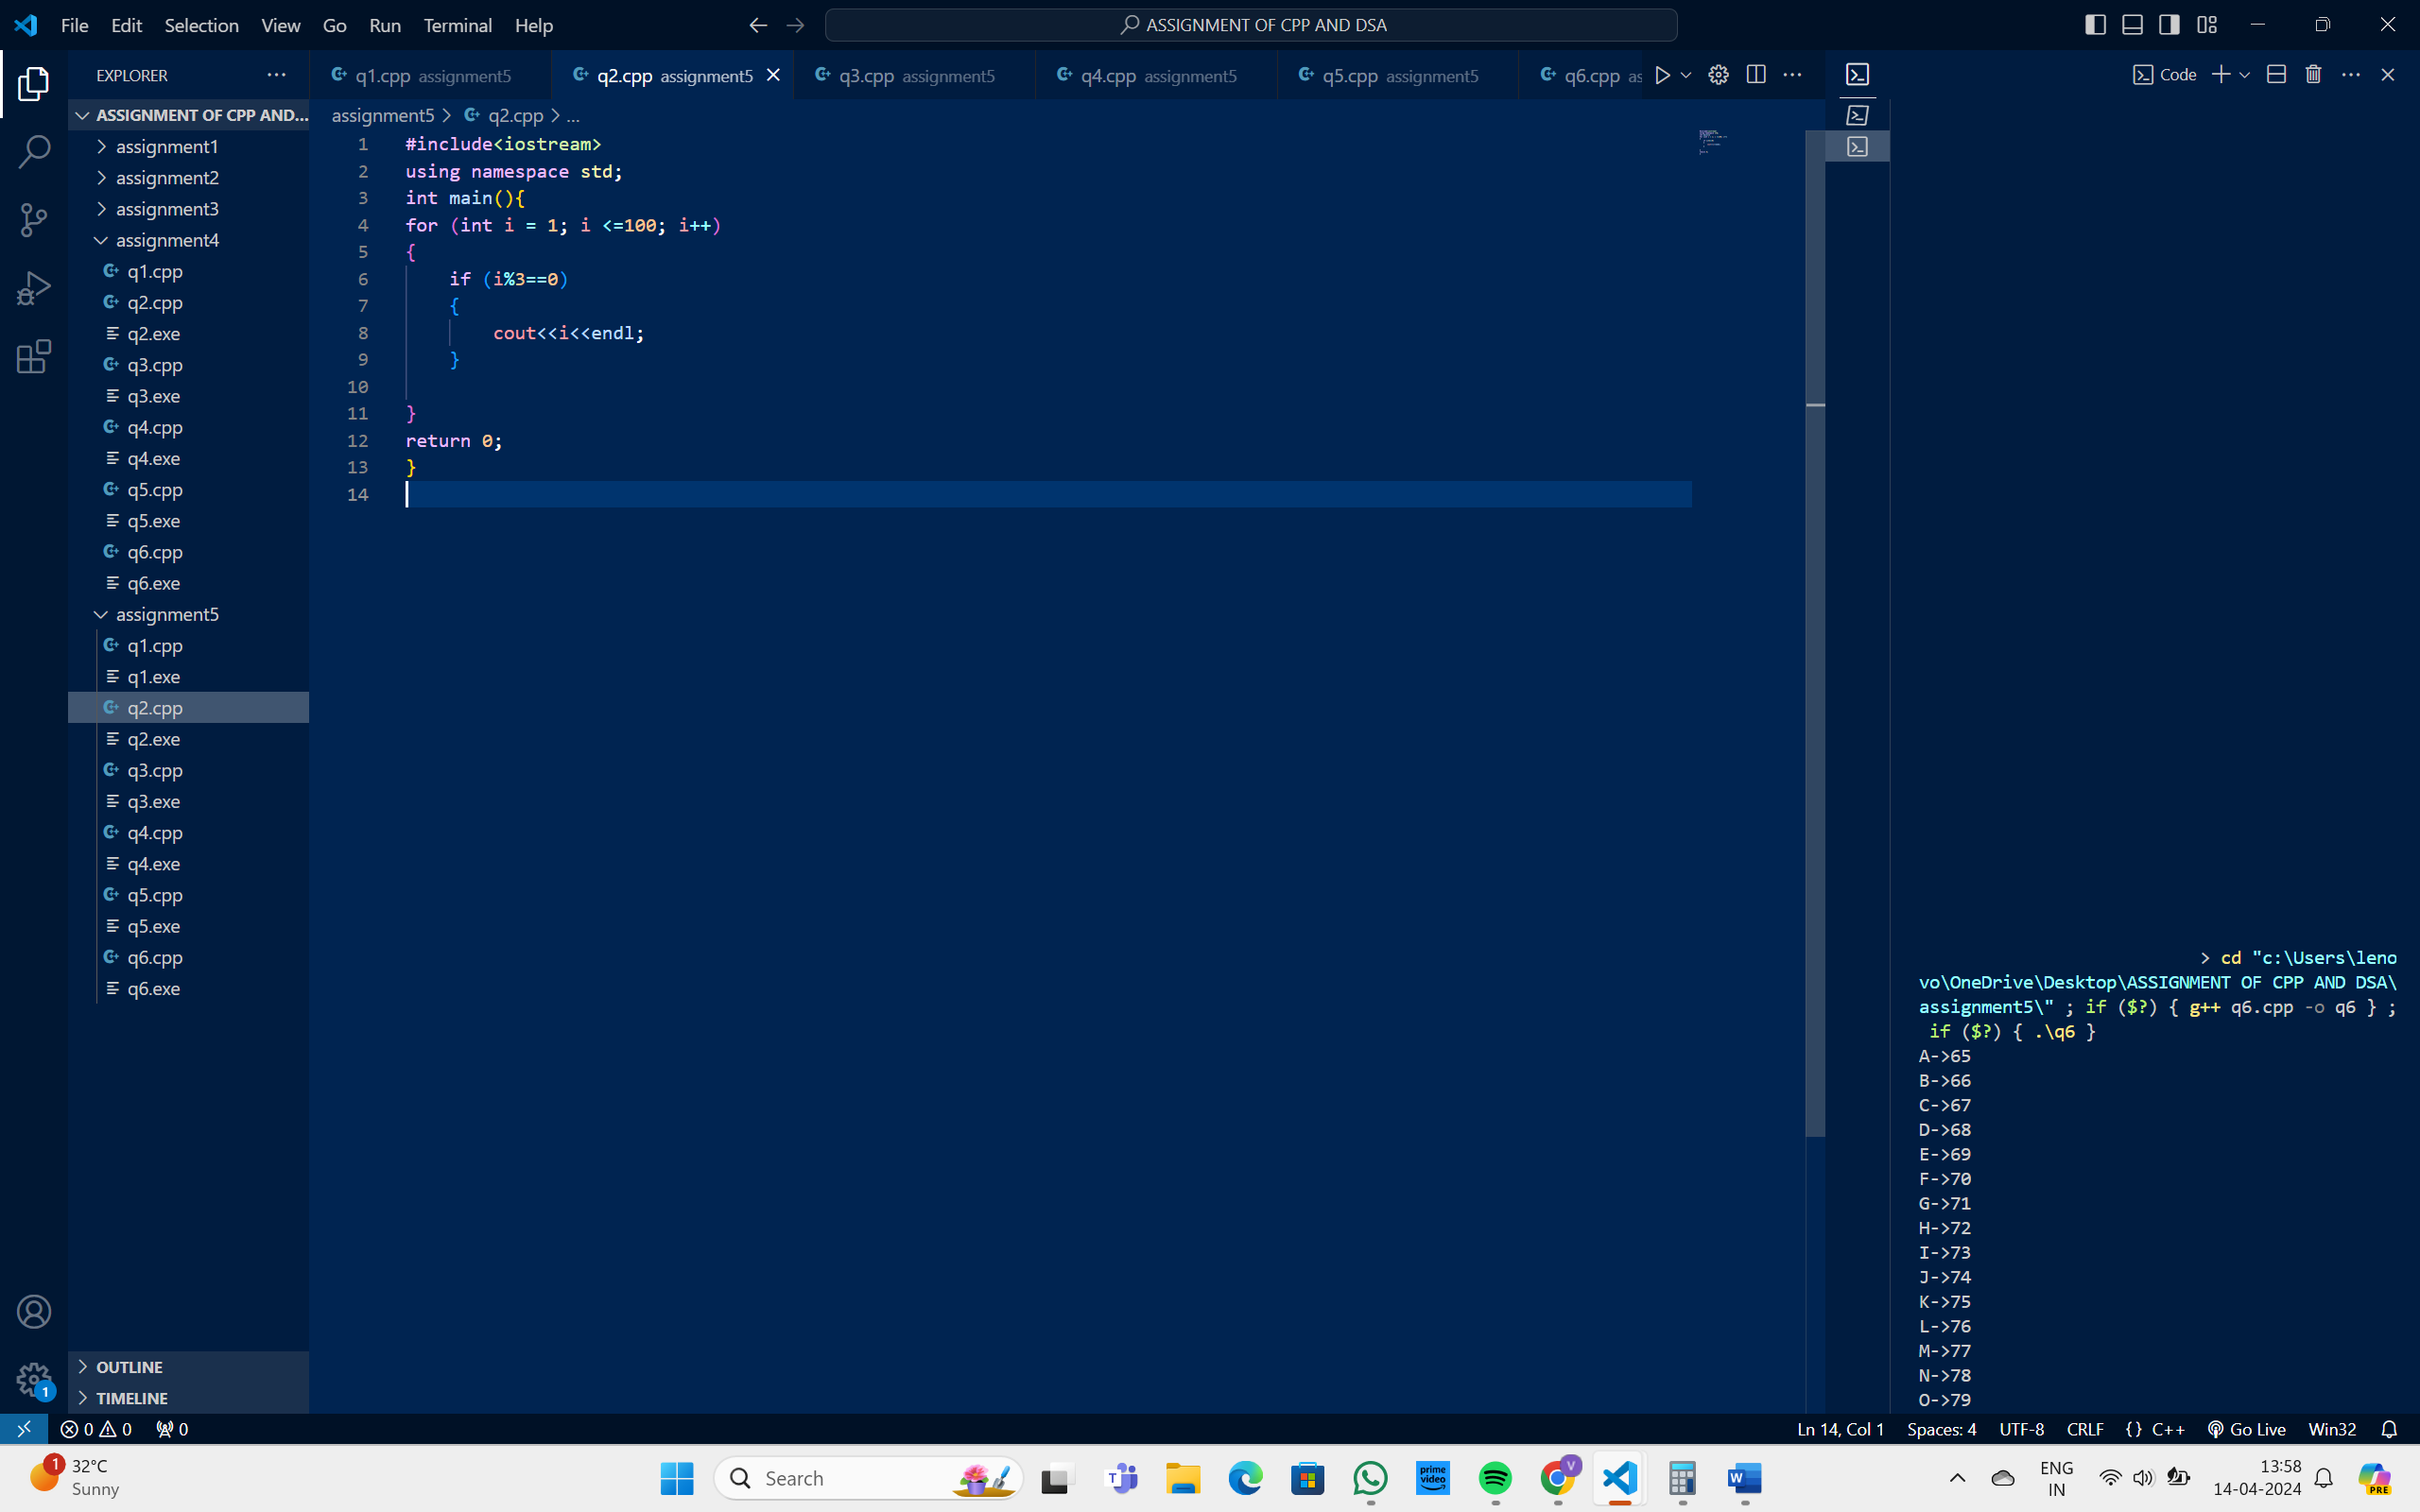 File Edit Selection View Go Run Terminal Help
ASSIGNMENT OF CPP AND DSA
EXPLORER
ASSIGNMENT OF CPP AND...
assignment1
assignment2
assignment3
assignment4
q1.cpp
q2.cpp
q2.exe
q3.cpp
q3.exe
q4.cpp
q4.exe
q5.cpp
q5.exe
q6.cpp
q6.exe
assignment5
q1.cpp
q1.exe
q2.cpp
q2.exe
q3.cpp
q3.exe
q4.cpp
q4.exe
q5.cpp
q5.exe
q6.cpp
q6.exe
OUTLINE
TIMELINE
q1.cpp assignment5 q2.cpp assignment5 q3.cpp assignment5 q4.cpp assignment5 q5.cpp assignment5 q6.cpp as
assignment5 > q2.cpp > ...
1 #include<iostream>
2 using namespace std;
3 int main(){
4 for (int i = 1; i <=100; i++)
5 {
6 if (i%3==0)
7 {
8 cout<<i<<endl;
9 }
10
11 }
12 return 0;
13 }
14
Code
> cd "c:\Users\leno
vo\OneDrive\Desktop\ASSIGNMENT OF CPP AND DSA\
assignment5\" ; if ($?) { g++ q6.cpp -o q6 } ;
if ($?) { .\q6 }
A->65
B->66
C->67
D->68
E->69
F->70
G->71
H->72
I->73
J->74
K->75
L->76
M->77
N->78
O->79
1
0 0 0
Ln 14, Col 1 Spaces: 4 UTF-8 CRLF {} C++ Go Live Win32
1
32°C
Sunny
Search
T
prime video
V
W
ENG
IN
13:58
14-04-2024
PRE